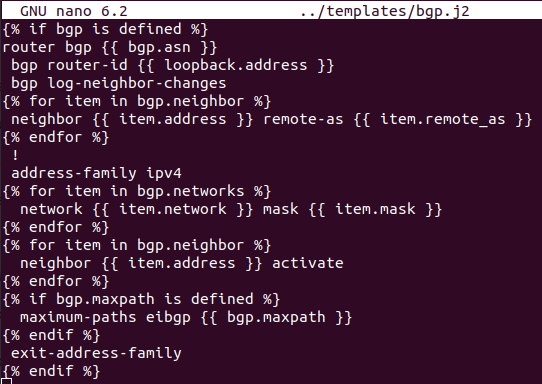 GNU nano 6.2 ../templates/bgp.j2
{% if bgp is defined %}
router bgp {{ bgp.asn }}
 bgp router-id {{ loopback.address }}
 bgp log-neighbor-changes
{% for item in bgp.neighbor %}
 neighbor {{ item.address }} remote-as {{ item.remote_as }}
{% endfor %}
 !
 address-family ipv4
{% for item in bgp.networks %}
  network {{ item.network }} mask {{ item.mask }}
{% endfor %}
{% for item in bgp.neighbor %}
  neighbor {{ item.address }} activate
{% endfor %}
{% if bgp.maxpath is defined %}
  maximum-paths eibgp {{ bgp.maxpath }}
{% endif %}
 exit-address-family
{% endif %}